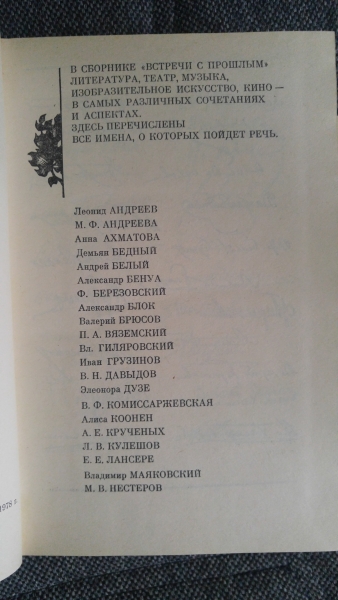 В СБОРНИКЕ «ВСТРЕЧИ С ПРОШЛЫМ»
ЛИТЕРАТУРА, ТЕАТР, МУЗЫКА,
ИЗОБРАЗИТЕЛЬНОЕ ИСКУССТВО, КИНО —
В САМЫХ РАЗЛИЧНЫХ СОЧЕТАНИЯХ
И АСПЕКТАХ.
ЗДЕСЬ ПЕРЕЧИСЛЕНЫ
ВСЕ ИМЕНА, О КОТОРЫХ ПОЙДЕТ РЕЧЬ.
Леонид АНДРЕЕВ
М. Ф. АНДРЕЕВА
Анна АХМАТОВА
Демьян БЕДНЫЙ
Андрей БЕЛЫЙ
Александр БЕНУА
Ф. БЕРЕЗОВСКИЙ
Александр БЛОК
Валерий БРЮСОВ
П. А. ВЯЗЕМСКИЙ
Вл. ГИЛЯРОВСКИЙ
Иван ГРУЗИНОВ
В. Н. ДАВЫДОВ
Элеонора ДУЗЕ
В. Ф. КОМИССАРЖЕВСКАЯ
Алиса КООНЕН
А. Е. КРУЧЕНЫХ
Л. В. КУЛЕШОВ
Е. Е. ЛАНСЕРЕ
Владимир МАЯКОВСКИЙ
М. В. НЕСТЕРОВ
1978 г.